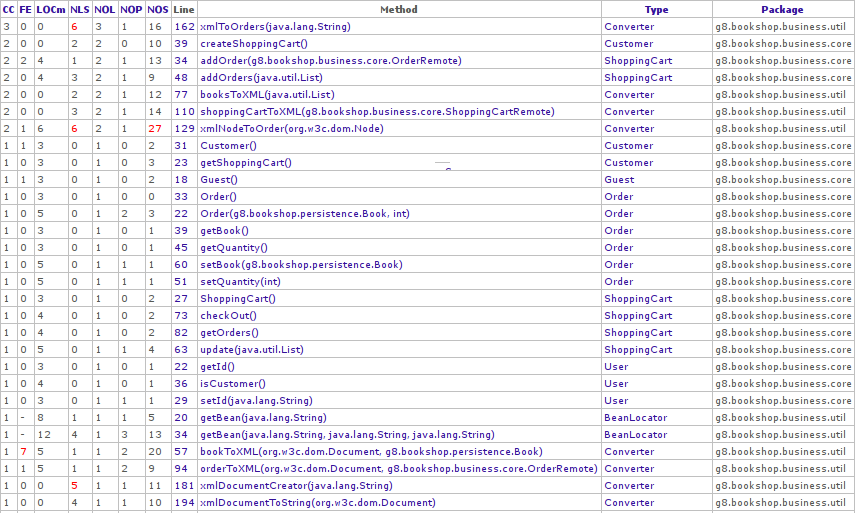 CC FE LOCm NLS NOL NOP NOS Line Method Type Package
3 0 0 6 3 1 16 162 xmlToOrders(java.lang.String) Converter g8.bookshop.business.util
2 0 0 2 2 0 10 39 createShoppingCart() Customer g8.bookshop.business.core
2 2 4 1 2 1 13 34 addOrder(g8.bookshop.business.core.OrderRemote) ShoppingCart g8.bookshop.business.core
2 0 4 3 2 1 9 48 addOrders(java.util.List) ShoppingCart g8.bookshop.business.core
2 0 0 2 2 1 12 77 booksToXML(java.util.List) Converter g8.bookshop.business.util
2 0 0 3 2 1 14 110 shoppingCartToXML(g8.bookshop.business.core.ShoppingCartRemote) Converter g8.bookshop.business.util
2 1 6 6 2 1 27 129 xmlNodeToOrder(org.w3c.dom.Node) Converter g8.bookshop.business.util
1 1 3 0 1 0 2 31 Customer() Customer g8.bookshop.business.core
1 0 3 0 1 0 3 23 getShoppingCart() Customer g8.bookshop.business.core
1 1 3 0 1 0 2 18 Guest() Guest g8.bookshop.business.core
1 0 3 0 1 0 0 33 Order() Order g8.bookshop.business.core
1 0 5 0 1 2 3 22 Order(g8.bookshop.persistence.Book, int) Order g8.bookshop.business.core
1 0 3 0 1 0 1 39 getBook() Order g8.bookshop.business.core
1 0 3 0 1 0 1 45 getQuantity() Order g8.bookshop.business.core
1 0 5 0 1 1 1 60 setBook(g8.bookshop.persistence.Book) Order g8.bookshop.business.core
1 0 5 0 1 1 1 51 setQuantity(int) Order g8.bookshop.business.core
1 0 3 0 1 0 2 27 ShoppingCart() ShoppingCart g8.bookshop.business.core
1 0 4 0 1 0 2 73 checkOut() ShoppingCart g8.bookshop.business.core
1 0 4 0 1 0 2 82 getOrders() ShoppingCart g8.bookshop.business.core
1 0 5 0 1 1 4 63 update(java.util.List) ShoppingCart g8.bookshop.business.core
1 0 3 0 1 0 1 22 getId() User g8.bookshop.business.core
1 0 4 0 1 0 1 36 isCustomer() User g8.bookshop.business.core
1 0 3 0 1 1 1 29 setId(java.lang.String) User g8.bookshop.business.core
1 - 8 1 1 1 5 20 getBean(java.lang.String) BeanLocator g8.bookshop.business.util
1 - 12 4 1 3 13 34 getBean(java.lang.String, java.lang.String, java.lang.String) BeanLocator g8.bookshop.business.util
1 7 5 1 1 2 20 57 bookToXML(org.w3c.dom.Document, g8.bookshop.persistence.Book) Converter g8.bookshop.business.util
1 1 5 1 1 2 9 94 orderToXML(org.w3c.dom.Document, g8.bookshop.business.core.OrderRemote) Converter g8.bookshop.business.util
1 0 0 5 1 1 11 181 xmlDocumentCreator(java.lang.String) Converter g8.bookshop.business.util
1 0 0 4 1 1 10 194 xmlDocumentToString(org.w3c.dom.Document) Converter g8.bookshop.business.util